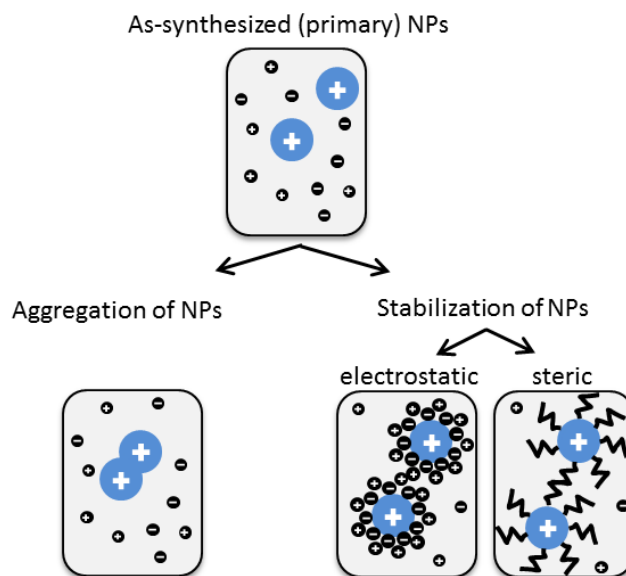 As-synthesized (primary) NPs
Aggregation of NPs
Stabilization of NPs
electrostatic
steric